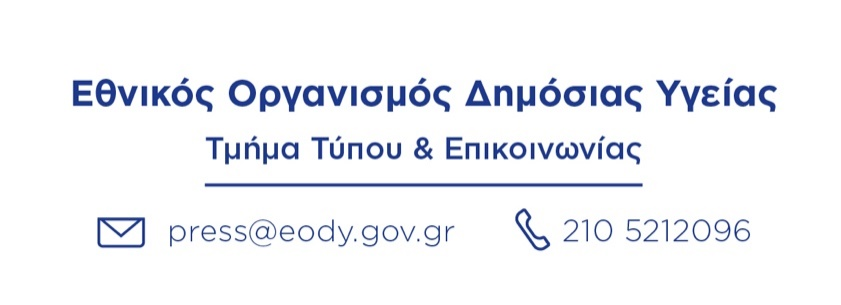 Εθνικός Οργανισμός Δημόσιας Υγείας
Τμήμα Τύπου & Επικοινωνίας
press@eody.gov.gr 210 5212096